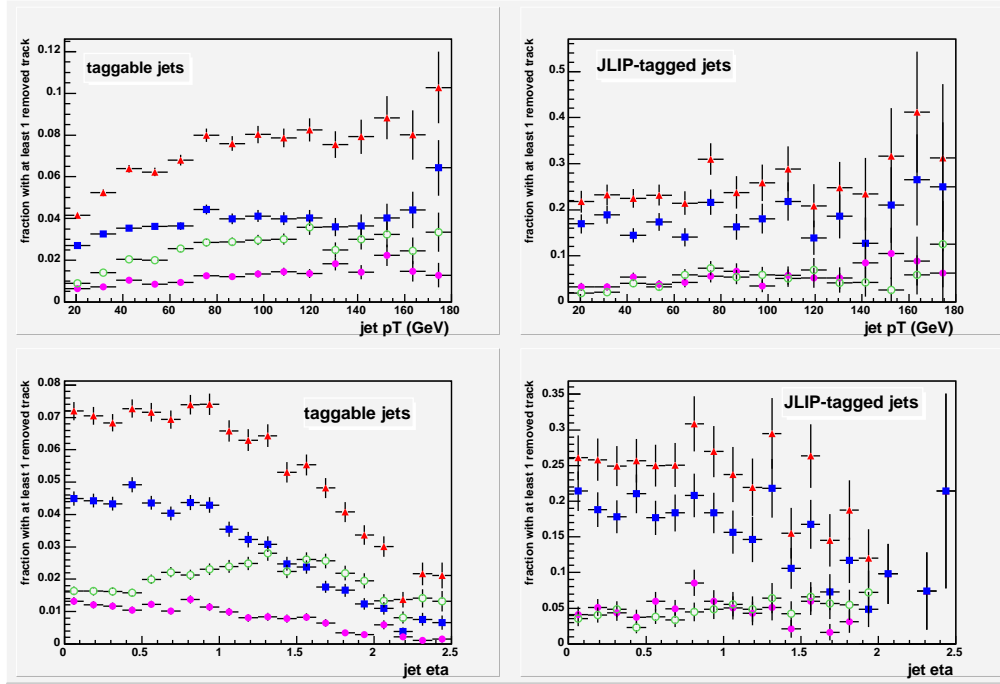 fraction with at least 1 removed track
0.12
0.1
0.08
0.06
0.04
0.02
0
taggable jets
20 40 60 80 100 120 140 160 180
jet pT (GeV)
fraction with at least 1 removed track
0.5
0.4
0.3
0.2
0.1
0
JLIP-tagged jets
20 40 60 80 100 120 140 160 180
jet pT (GeV)
fraction with at least 1 removed track
0.08
0.07
0.06
0.05
0.04
0.03
0.02
0.01
0
taggable jets
0 0.5 1 1.5 2 2.5
jet eta
fraction with at least 1 removed track
0.35
0.3
0.25
0.2
0.15
0.1
0.05
0
JLIP-tagged jets
0 0.5 1 1.5 2 2.5
jet eta